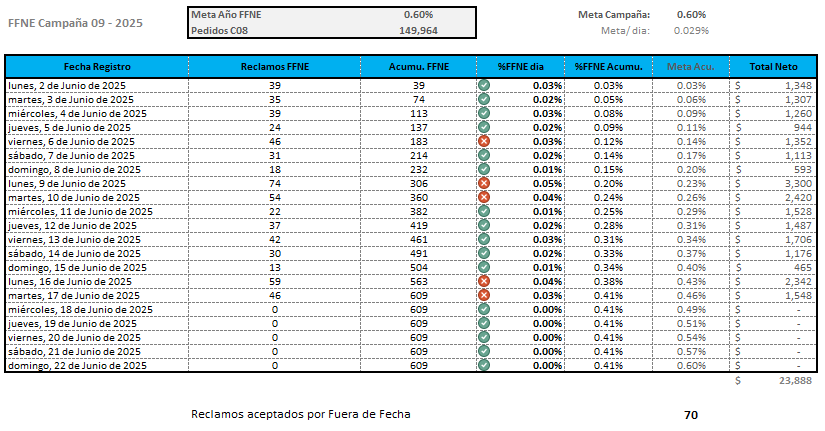 FFNE Campaña 09 - 2025
Meta Año FFNE 0.60%
Pedidos C08 149,964
Meta Campaña: 0.60%
Meta/ dia: 0.029%
Fecha Registro Reclamos FFNE Acumu. FFNE %FFNE dia %FFNE Acumu. Meta Acu. Total Neto
lunes, 2 de Junio de 2025 39 39 0.03% 0.03% 0.03% $ 1,348
martes, 3 de Junio de 2025 35 74 0.02% 0.05% 0.06% $ 1,307
miércoles, 4 de Junio de 2025 39 113 0.03% 0.08% 0.09% $ 1,260
jueves, 5 de Junio de 2025 24 137 0.02% 0.09% 0.11% $ 944
viernes, 6 de Junio de 2025 46 183 0.03% 0.12% 0.14% $ 1,352
sábado, 7 de Junio de 2025 31 214 0.02% 0.14% 0.17% $ 1,113
domingo, 8 de Junio de 2025 18 232 0.01% 0.15% 0.20% $ 593
lunes, 9 de Junio de 2025 74 306 0.05% 0.20% 0.23% $ 3,300
martes, 10 de Junio de 2025 54 360 0.04% 0.24% 0.26% $ 2,420
miércoles, 11 de Junio de 2025 22 382 0.01% 0.25% 0.29% $ 1,528
jueves, 12 de Junio de 2025 37 419 0.02% 0.28% 0.31% $ 1,487
viernes, 13 de Junio de 2025 42 461 0.03% 0.31% 0.34% $ 1,706
sábado, 14 de Junio de 2025 30 491 0.02% 0.33% 0.37% $ 1,176
domingo, 15 de Junio de 2025 13 504 0.01% 0.34% 0.40% $ 465
lunes, 16 de Junio de 2025 59 563 0.04% 0.38% 0.43% $ 2,342
martes, 17 de Junio de 2025 46 609 0.03% 0.41% 0.46% $ 1,548
miércoles, 18 de Junio de 2025 0 609 0.00% 0.41% 0.49% $ -
jueves, 19 de Junio de 2025 0 609 0.00% 0.41% 0.51% $ -
viernes, 20 de Junio de 2025 0 609 0.00% 0.41% 0.54% $ -
sábado, 21 de Junio de 2025 0 609 0.00% 0.41% 0.57% $ -
domingo, 22 de Junio de 2025 0 609 0.00% 0.41% 0.60% $ -
$ 23,888
Reclamos aceptados por Fuera de Fecha 70